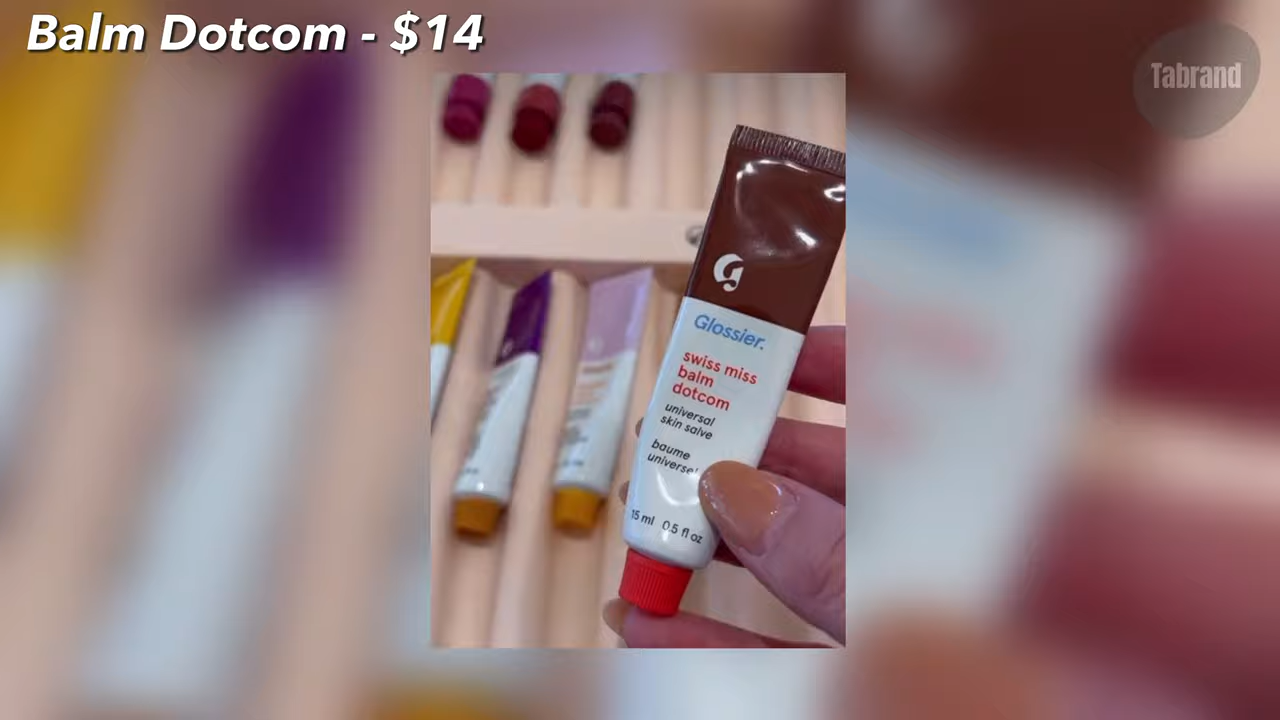 Balm Dotcom - $14
Tabrand
G
Glossier.
swiss miss
balm
dotcom
universal
skin salve
baume
universel
15 ml 0.5 fl oz